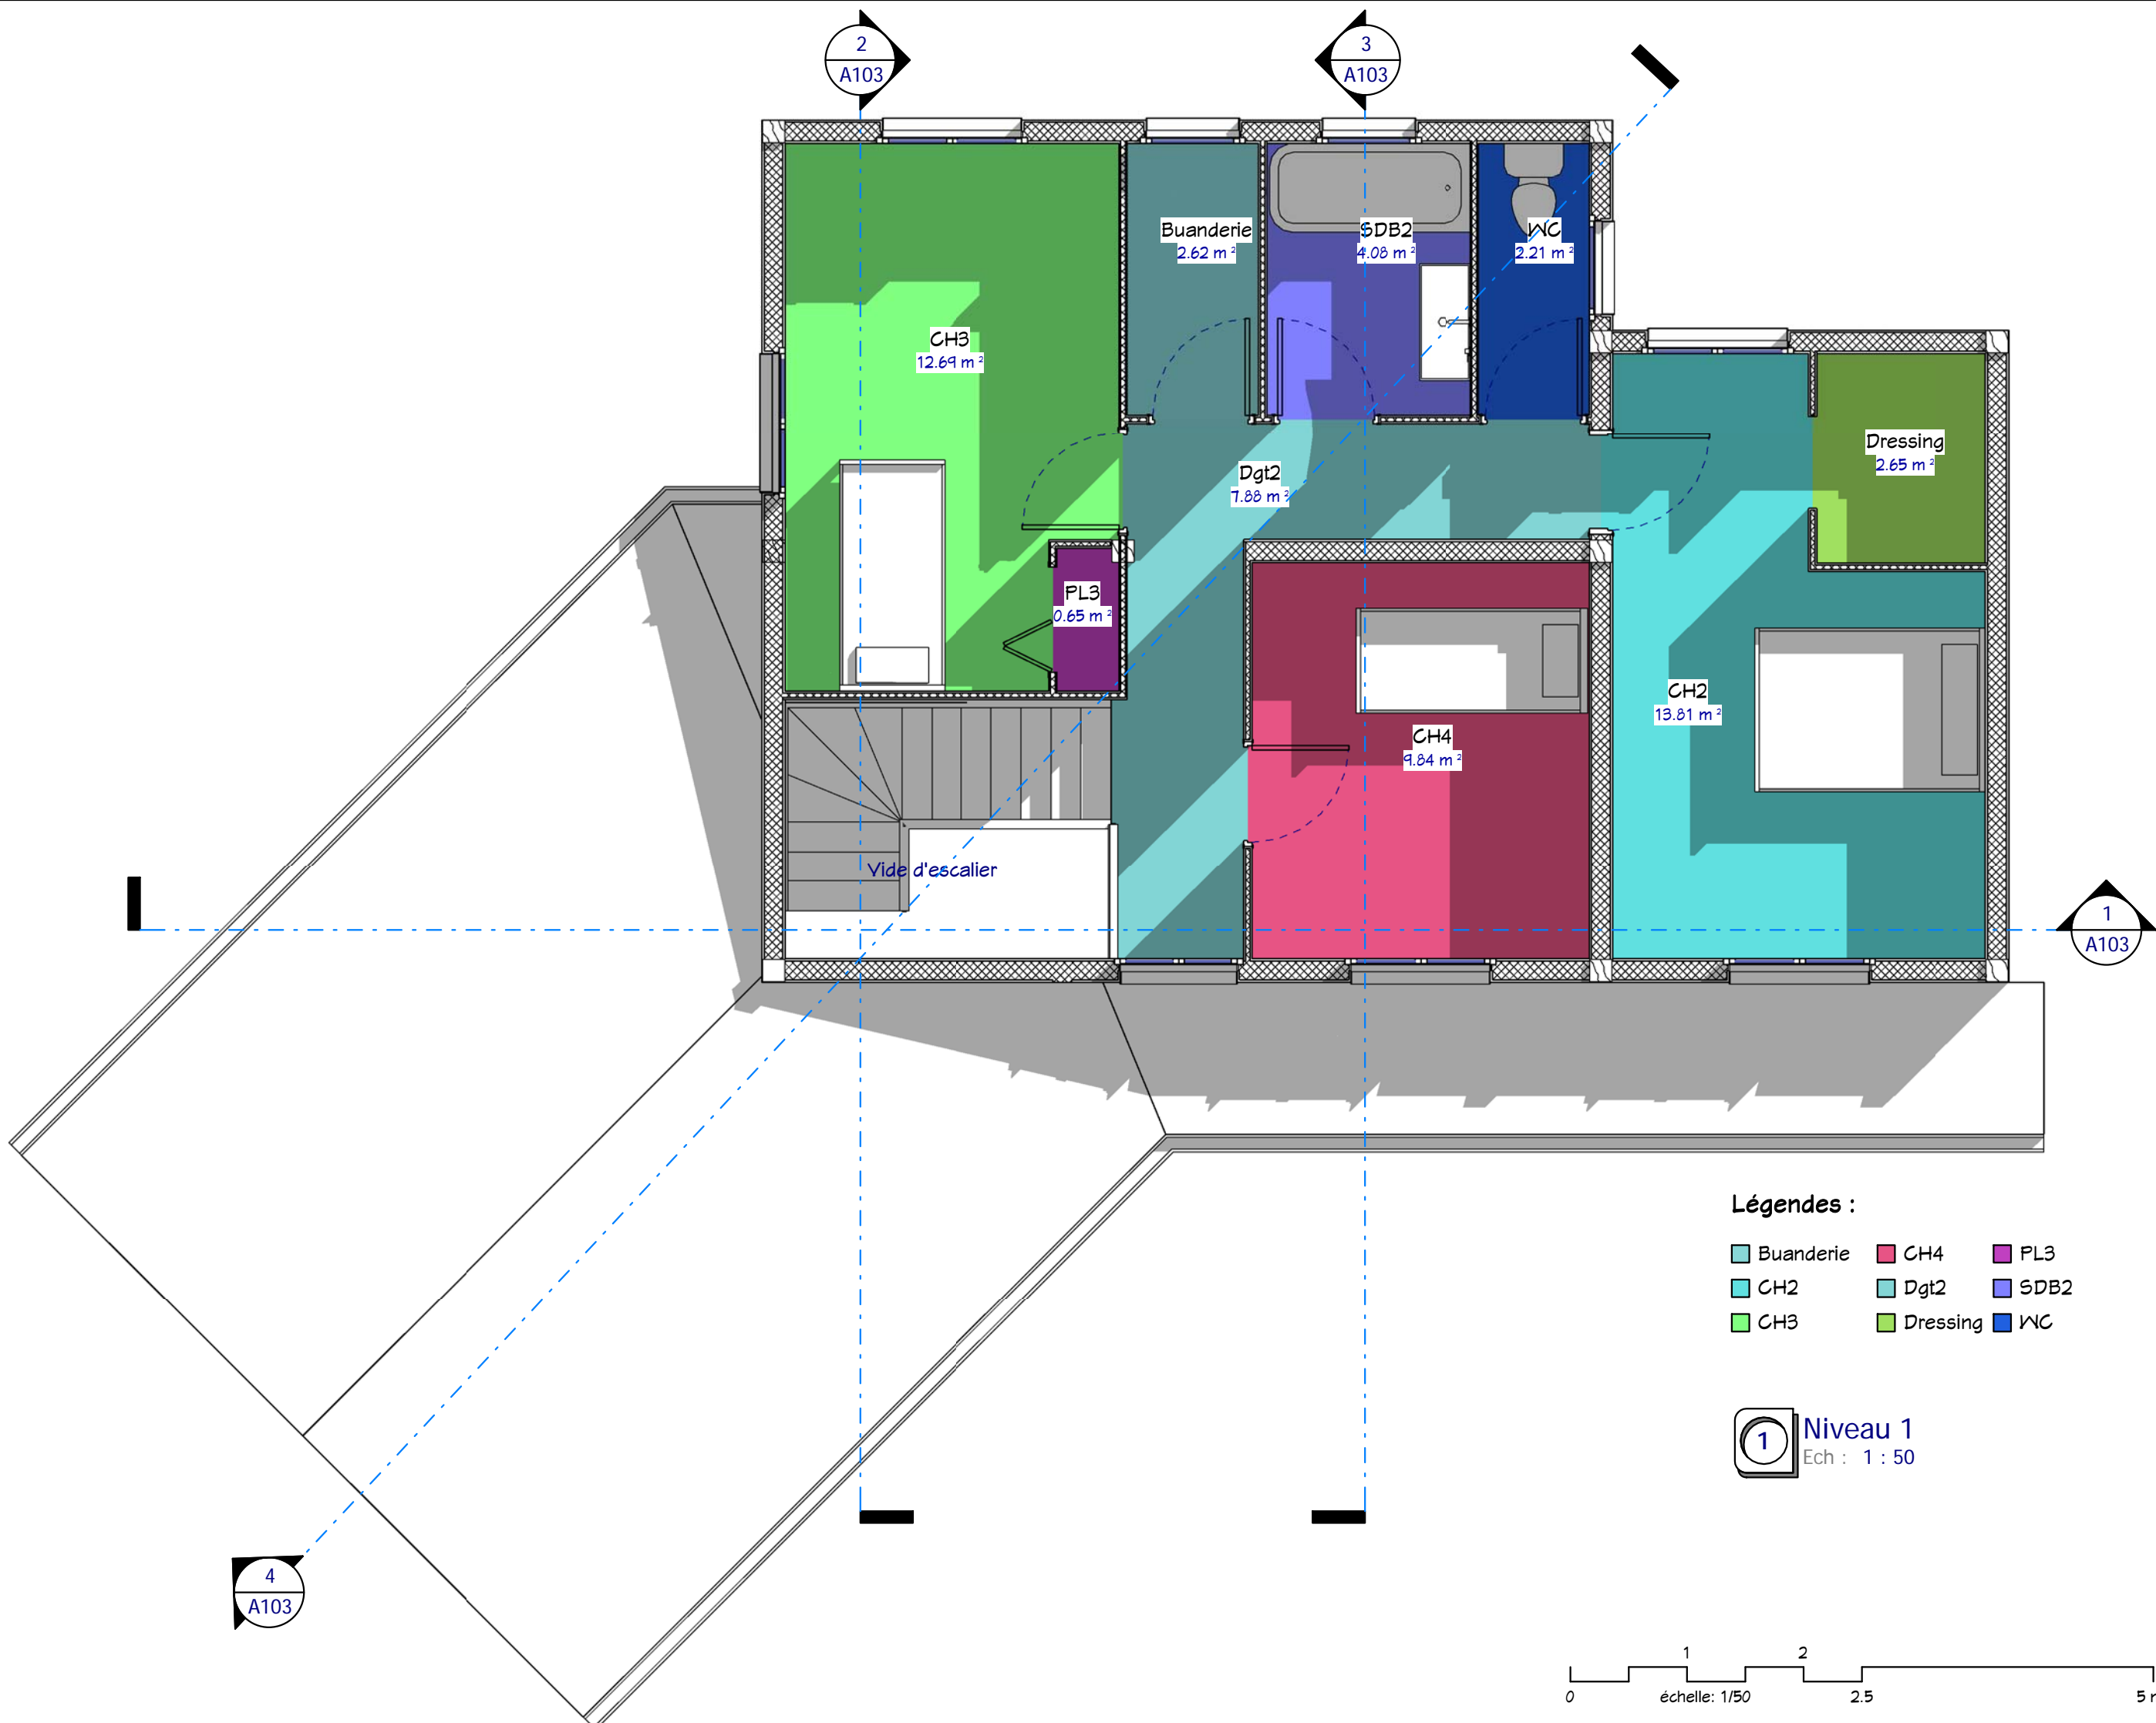 2
A103
3
A103
Buanderie
2.62 m²
SDB2
4.08 m²
WC
2.21 m²
CH3
12.69 m²
Dgt2
7.88 m²
Dressing
2.65 m²
PL3
0.65 m²
CH2
13.81 m²
CH4
9.84 m²
Vide d'escalier
1
A103
Légendes :
Buanderie CH4 PL3
CH2 Dgt2 SDB2
CH3 Dressing WC
1 Niveau 1
Ech : 1 : 50
4
A103
1 2
0 échelle: 1/50 2.5 5